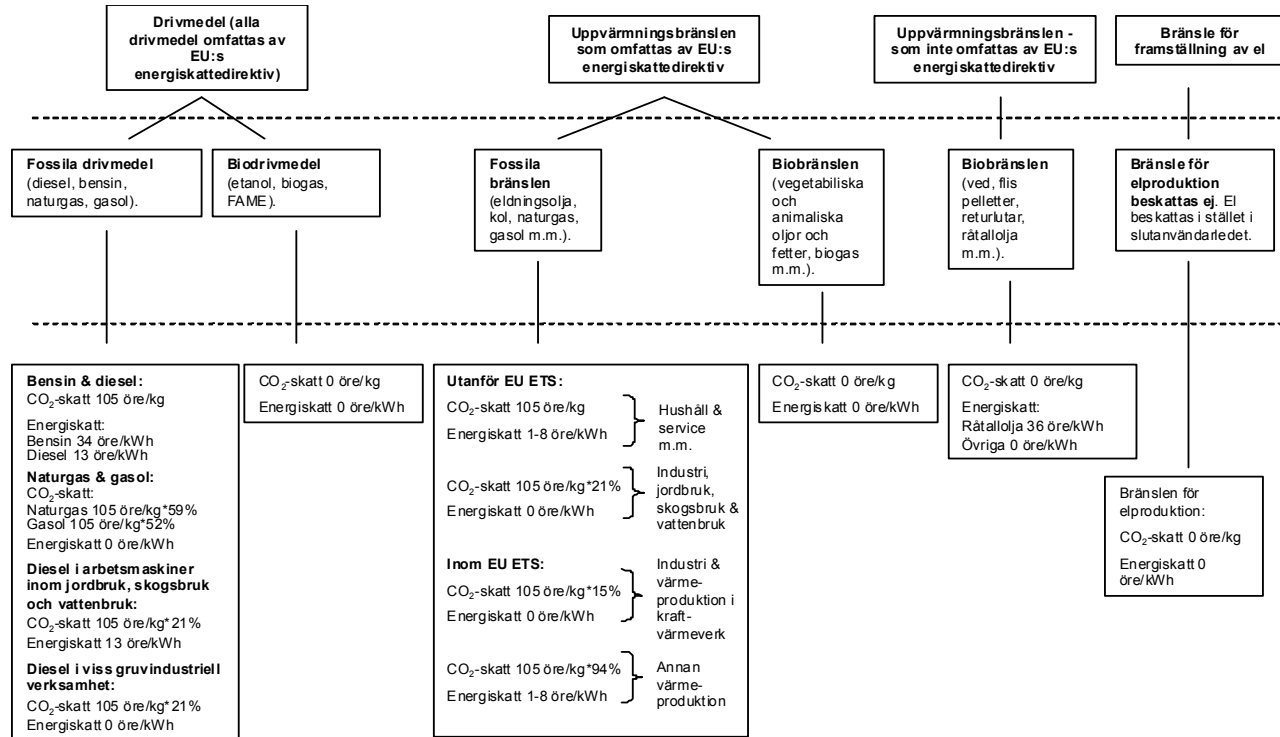 Drivmedel (alla
drivmedel omfattas av
EU:s
energiskattedirektiv)
Uppvärmningsbränslen
som omfattas av EU:s
energiskattedirektiv
Uppvärmningsbränslen -
som inte omfattas av EU:s
energiskattedirektiv
Bränsle för
framställning av el
Fossila drivmedel
(diesel, bensin,
naturgas, gasol).
Biodrivmedel
(etanol, biogas,
FAME).
Fossila
bränslen
(eldningsolja,
kol, naturgas,
gasol m.m.).
Biobränslen
(vegetabiliska
och
animaliska
oljor och
fetter, biogas
m.m.).
Biobränslen
(ved, flis
pelletter,
returlutar,
råtallolja
m.m.).
Bränsle för
elproduktion
beskattas ej. El
beskattas i stället i
slutanvändarledet.
Bensin & diesel:
CO₂-skatt 105 öre/kg
Energiskatt:
Bensin 34 öre/kWh
Diesel 13 öre/kWh
Naturgas & gasol:
CO₂-skatt:
Naturgas 105 öre/kg*59%
Gasol 105 öre/kg*52%
Energiskatt 0 öre/kWh
Diesel i arbetsmaskiner
inom jordbruk, skogsbruk
och vattenbruk:
CO₂-skatt 105 öre/kg*21%
Energiskatt 13 öre/kWh
Diesel i viss gruvindustriell
verksamhet:
CO₂-skatt 105 öre/kg*21%
Energiskatt 0 öre/kWh
CO₂-skatt 0 öre/kg
Energiskatt 0 öre/kWh
Utanför EU ETS:
CO₂-skatt 105 öre/kg
Energiskatt 1-8 öre/kWh
Hushåll &
service
m.m.
CO₂-skatt 105 öre/kg*21%
Energiskatt 0 öre/kWh
Industri,
jordbruk,
skogsbruk &
vattenbruk
Inom EU ETS:
CO₂-skatt 105 öre/kg*15%
Energiskatt 0 öre/kWh
Industri &
värme-
produktion i
kraft-
värmeverk
CO₂-skatt 105 öre/kg*94%
Energiskatt 1-8 öre/kWh
Annan
värme-
produktion
CO₂-skatt 0 öre/kg
Energiskatt 0 öre/kWh
CO₂-skatt 0 öre/kg
Energiskatt:
Råtallolja 36 öre/kWh
Övriga 0 öre/kWh
Bränslen för
elproduktion:
CO₂-skatt 0 öre/kg
Energiskatt 0
öre/kWh